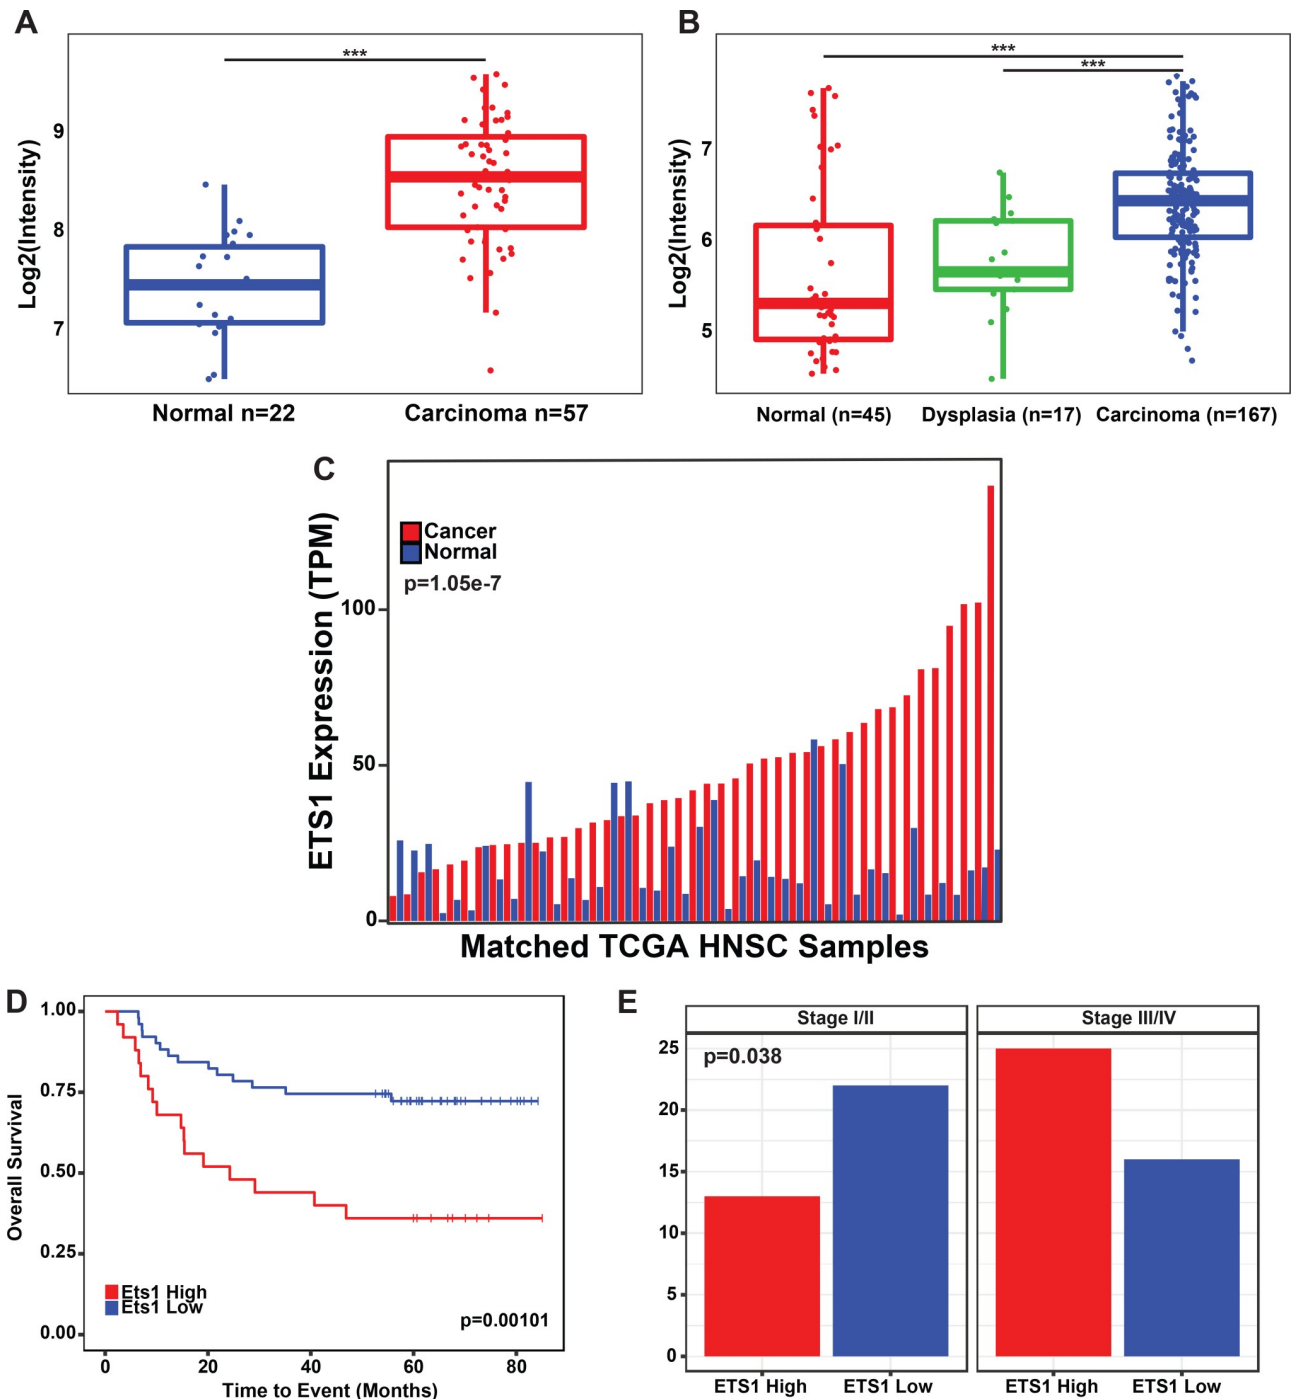 A
***
Log2(Intensity)
9
8
7
Normal n=22
Carcinoma n=57
B
***
***
Log2(Intensity)
7
6
5
Normal (n=45)
Dysplasia (n=17)
Carcinoma (n=167)
C
ETS1 Expression (TPM)
Cancer
Normal
p=1.05e-7
100
50
0
Matched TCGA HNSC Samples
D
Overall Survival
1.00
0.75
0.50
0.25
0.00
Ets1 High
Ets1 Low
p=0.00101
0
20
40
60
80
Time to Event (Months)
E
Stage I/II
Stage III/IV
p=0.038
25
20
15
10
5
0
ETS1 High
ETS1 Low
ETS1 High
ETS1 Low